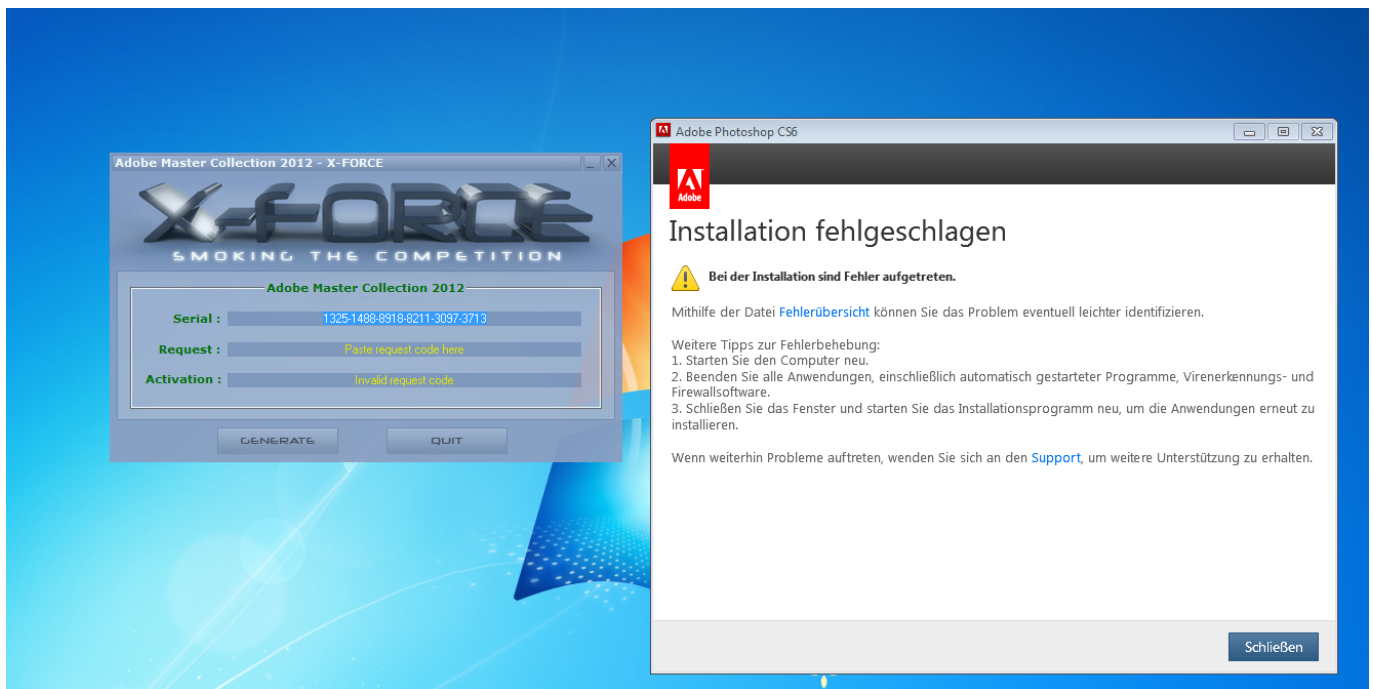 Adobe Master Collection 2012 - X-FORCE
X-FORCE
SMOKING THE COMPETITION
Adobe Master Collection 2012
Serial : 1325-1488-8918-8211-3097-3713
Request : Paste request code here
Activation : Invalid request code
GENERATE QUIT
Adobe Photoshop CS6
Adobe
Installation fehlgeschlagen
Bei der Installation sind Fehler aufgetreten.
Mithilfe der Datei Fehlerübersicht können Sie das Problem eventuell leichter identifizieren.
Weitere Tipps zur Fehlerbehebung:
1. Starten Sie den Computer neu.
2. Beenden Sie alle Anwendungen, einschließlich automatisch gestarteter Programme, Virenerkennungs- und
Firewallsoftware.
3. Schließen Sie das Fenster und starten Sie das Installationsprogramm neu, um die Anwendungen erneut zu
installieren.
Wenn weiterhin Probleme auftreten, wenden Sie sich an den Support, um weitere Unterstützung zu erhalten.
Schließen